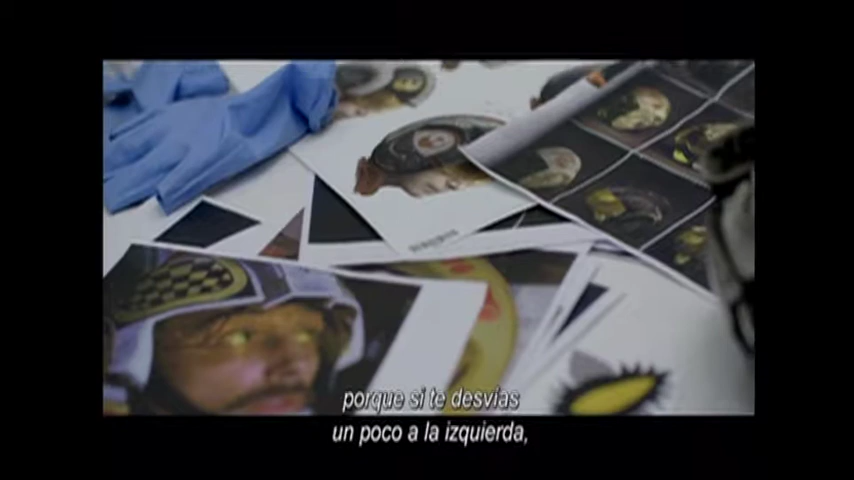 porque si te desvías
un poco a la izquierda,